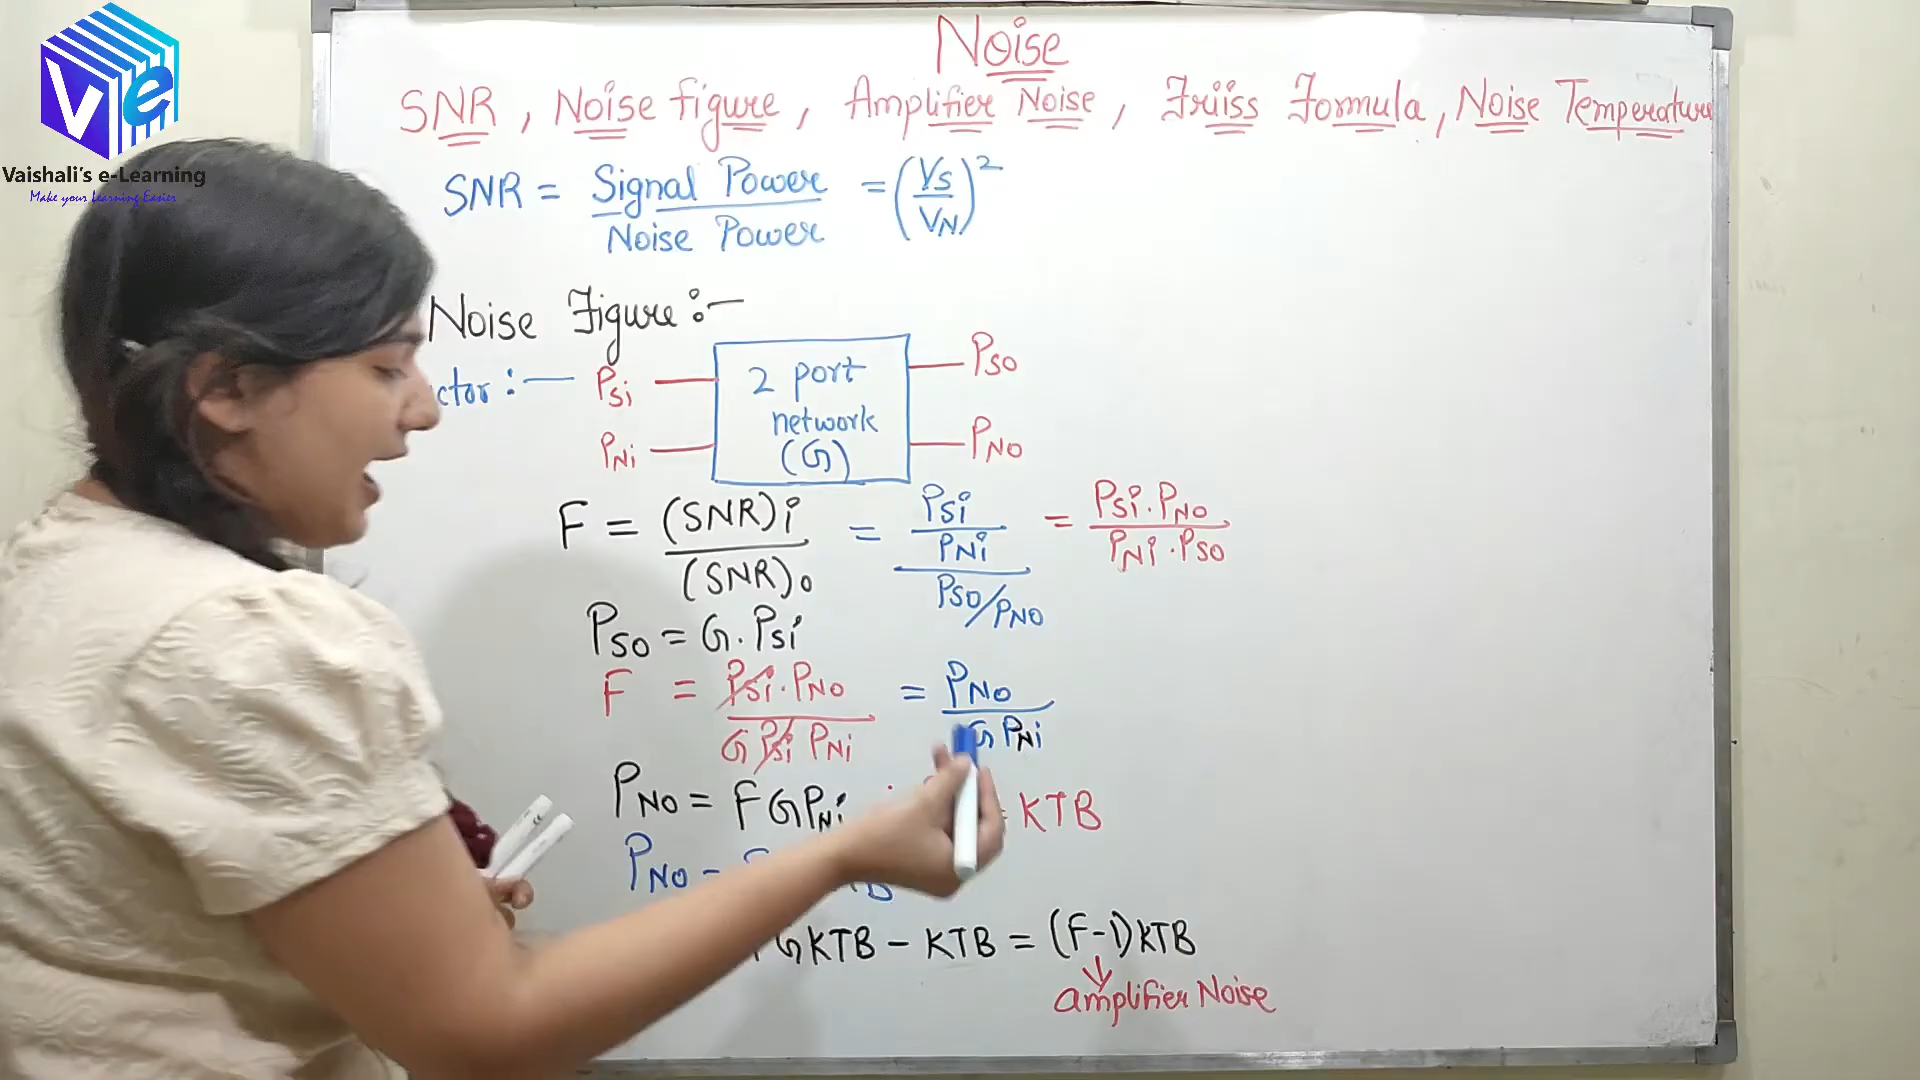 Ve
Vaishali's e-Learning
Make your Learning Easier
Noise
SNR, Noise figure, Amplifier Noise, Friiss Formula, Noise Temperature
SNR = Signal Power / Noise Power = (VS / VN)²
Noise Figure :-
ctor :- PSi 2 port network (G) PSO
PNi PNO
F = (SNR)i / (SNR)o = PSi / PNi / PSO/PNO = PSi . PNO / PNi . PSO
PSO = G . PSi
F = PSi . PNO / G PSi PNi = PNO / G PNi
PNO = F G PNi = KTB
PNO = B
GKTB - KTB = (F-1)KTB
↓
amplifier Noise